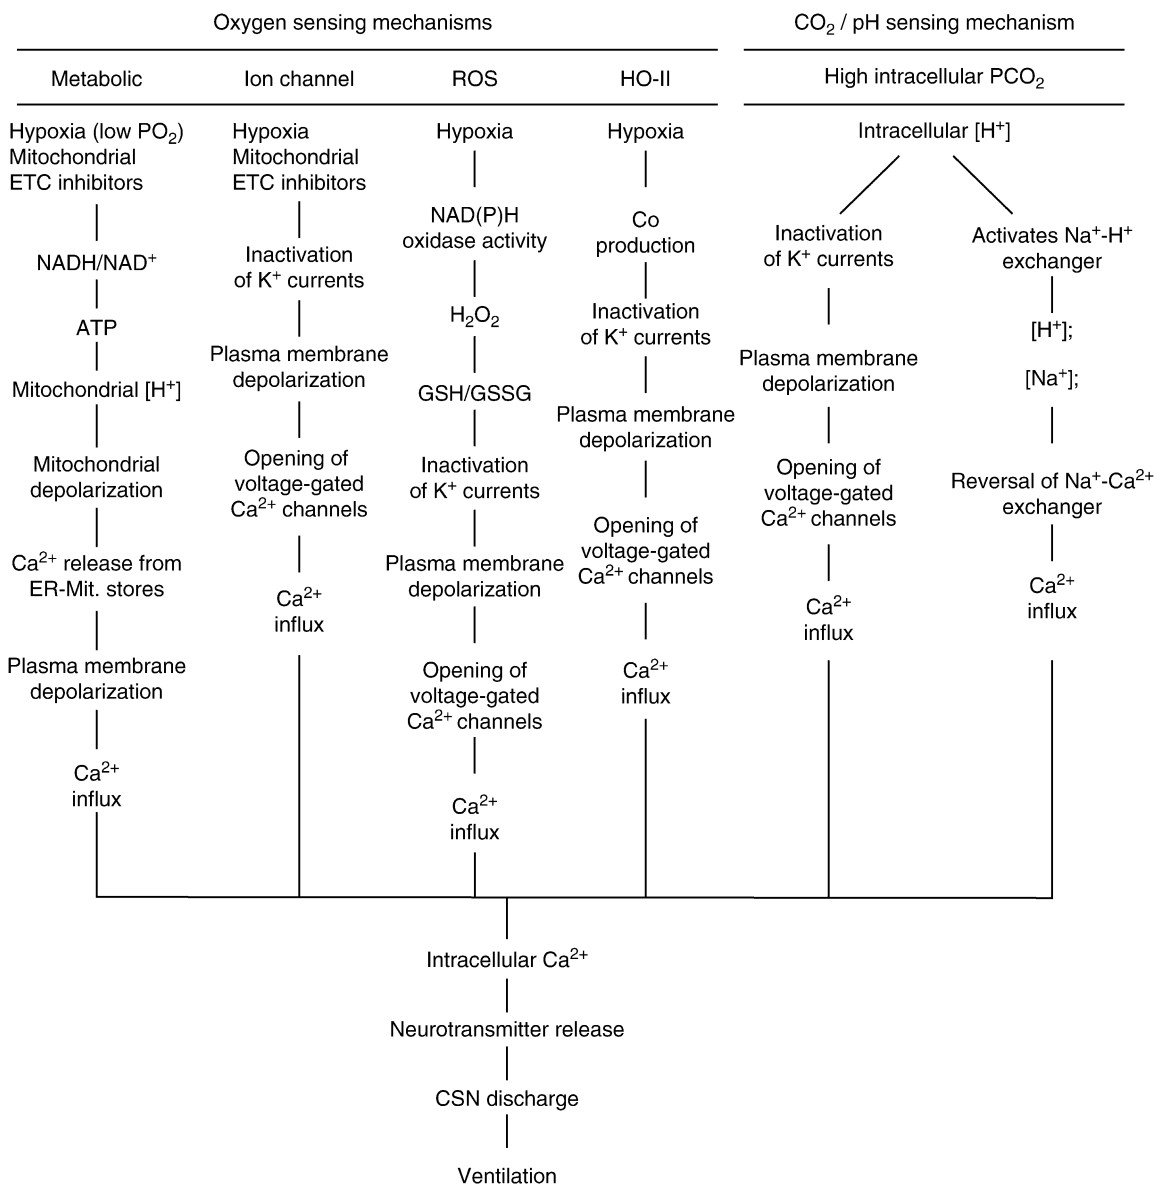 Oxygen sensing mechanisms
CO₂ / pH sensing mechanism
Metabolic
Ion channel
ROS
HO-II
High intracellular PCO₂
Hypoxia (low PO₂)
Mitochondrial
ETC inhibitors
NADH/NAD⁺
ATP
Mitochondrial [H⁺]
Mitochondrial
depolarization
Ca²⁺ release from
ER-Mit. stores
Plasma membrane
depolarization
Ca²⁺
influx
Hypoxia
Mitochondrial
ETC inhibitors
Inactivation
of K⁺ currents
Plasma membrane
depolarization
Opening of
voltage-gated
Ca²⁺ channels
Ca²⁺
influx
Hypoxia
NAD(P)H
oxidase activity
H₂O₂
GSH/GSSG
Inactivation
of K⁺ currents
Plasma membrane
depolarization
Opening of
voltage-gated
Ca²⁺ channels
Ca²⁺
influx
Hypoxia
Co
production
Inactivation
of K⁺ currents
Plasma membrane
depolarization
Opening of
voltage-gated
Ca²⁺ channels
Ca²⁺
influx
Intracellular [H⁺]
Inactivation
of K⁺ currents
Plasma membrane
depolarization
Opening of
voltage-gated
Ca²⁺ channels
Ca²⁺
influx
Activates Na⁺-H⁺
exchanger
[H⁺];
[Na⁺];
Reversal of Na⁺-Ca²⁺
exchanger
Ca²⁺
influx
Intracellular Ca²⁺
Neurotransmitter release
CSN discharge
Ventilation